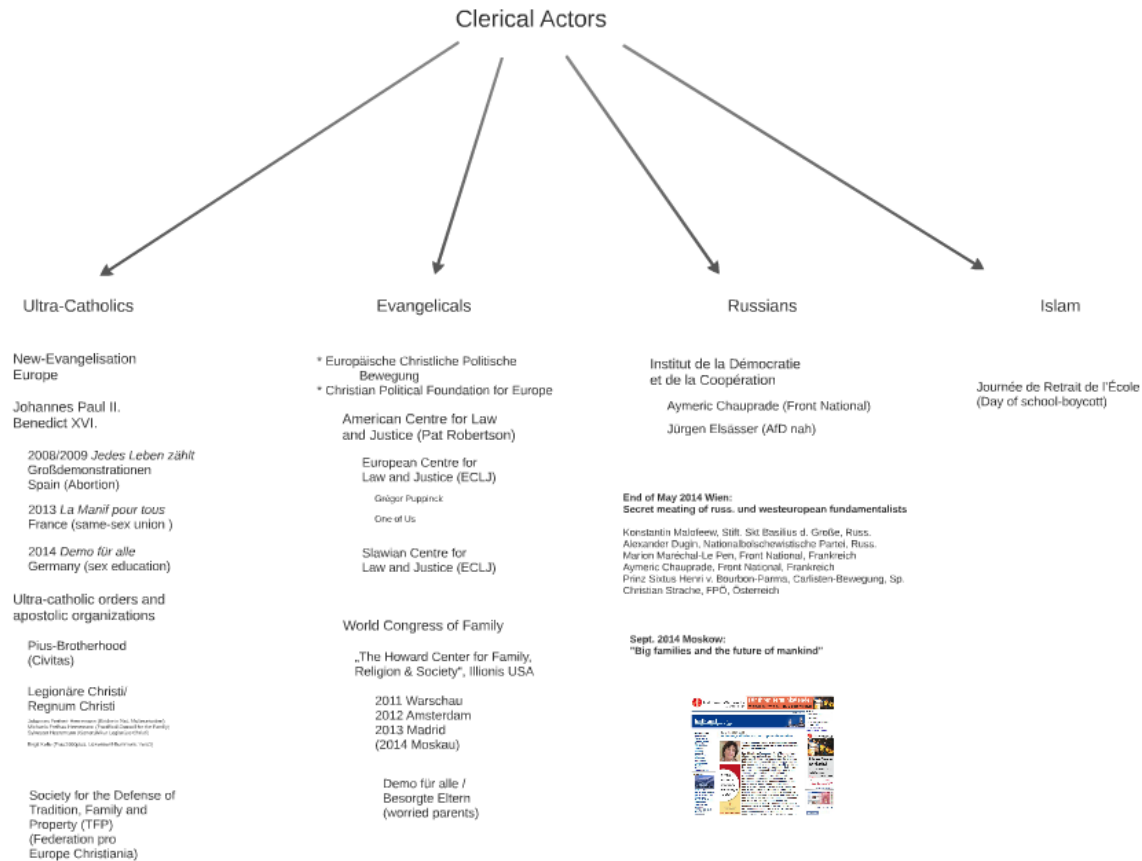 Clerical Actors
Ultra-Catholics
New-Evangelisation
Europe
Johannes Paul II.
Benedict XVI.
2008/2009 Jedes Leben zählt
Großdemonstrationen
Spain (Abortion)
2013 La Manif pour tous
France (same-sex union )
2014 Demo für alle
Germany (sex education)
Ultra-catholic orders and
apostolic organizations
Pius-Brotherhood
(Civitas)
Legionäre Christi/
Regnum Christi
Society for the Defense of
Tradition, Family and
Property (TFP)
(Federation pro
Europe Christiania)
Evangelicals
* Europäische Christliche Politische
Bewegung
* Christian Political Foundation for Europe
American Centre for Law
and Justice (Pat Robertson)
European Centre for
Law and Justice (ECLJ)
Grégor Puppinck
One of Us
Slawian Centre for
Law and Justice (ECLJ)
World Congress of Family
„The Howard Center for Family,
Religion & Society", Illionis USA
2011 Warschau
2012 Amsterdam
2013 Madrid
(2014 Moskau)
Demo für alle /
Besorgte Eltern
(worried parents)
Russians
Institut de la Démocratie
et de la Coopération
Aymeric Chauprade (Front National)
Jürgen Elsässer (AfD nah)
End of May 2014 Wien:
Secret meating of russ. und westeuropean fundamentalists
Konstantin Malofeew, Stift. Skt Basilius d. Große, Russ.
Alexander Dugin, Nationalbolschewistische Partei, Russ.
Marion Maréchal-Le Pen, Front National, Frankreich
Aymeric Chauprade, Front National, Frankreich
Prinz Sixtus Henri v. Bourbon-Parma, Carlisten-Bewegung, Sp.
Christian Strache, FPÖ, Österreich
Sept. 2014 Moskow:
"Big families and the future of mankind"
Islam
Journée de Retrait de l'École
(Day of school-boycott)